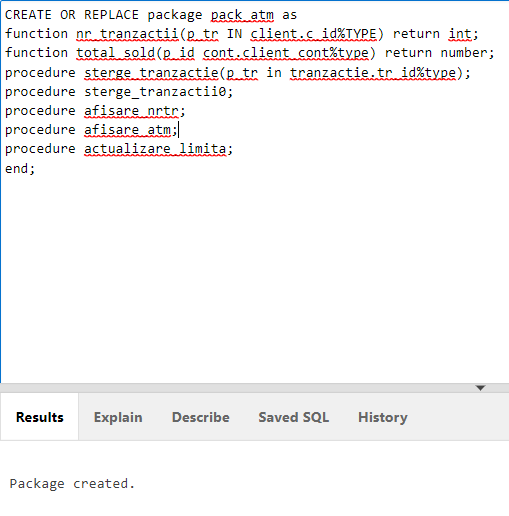 CREATE OR REPLACE package pack_atm as
function nr_tranzactii(p_tr IN client.c_id%TYPE) return int;
function total_sold(p_id cont.client_cont%type) return number;
procedure sterge_tranzactie(p_tr in tranzactie.tr_id%type);
procedure sterge_tranzactii0;
procedure afisare_nrtr;
procedure afisare_atm;
procedure actualizare_limita;
end;
Results Explain Describe Saved SQL History
Package created.